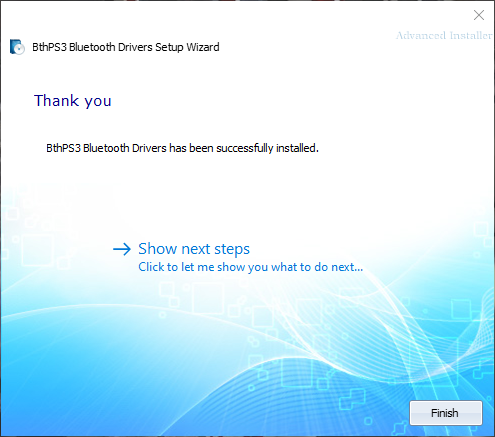 Advanced Installer
BthPS3 Bluetooth Drivers Setup Wizard
Thank you
BthPS3 Bluetooth Drivers has been successfully installed.
Show next steps
Click to let me show you what to do next...
Finish